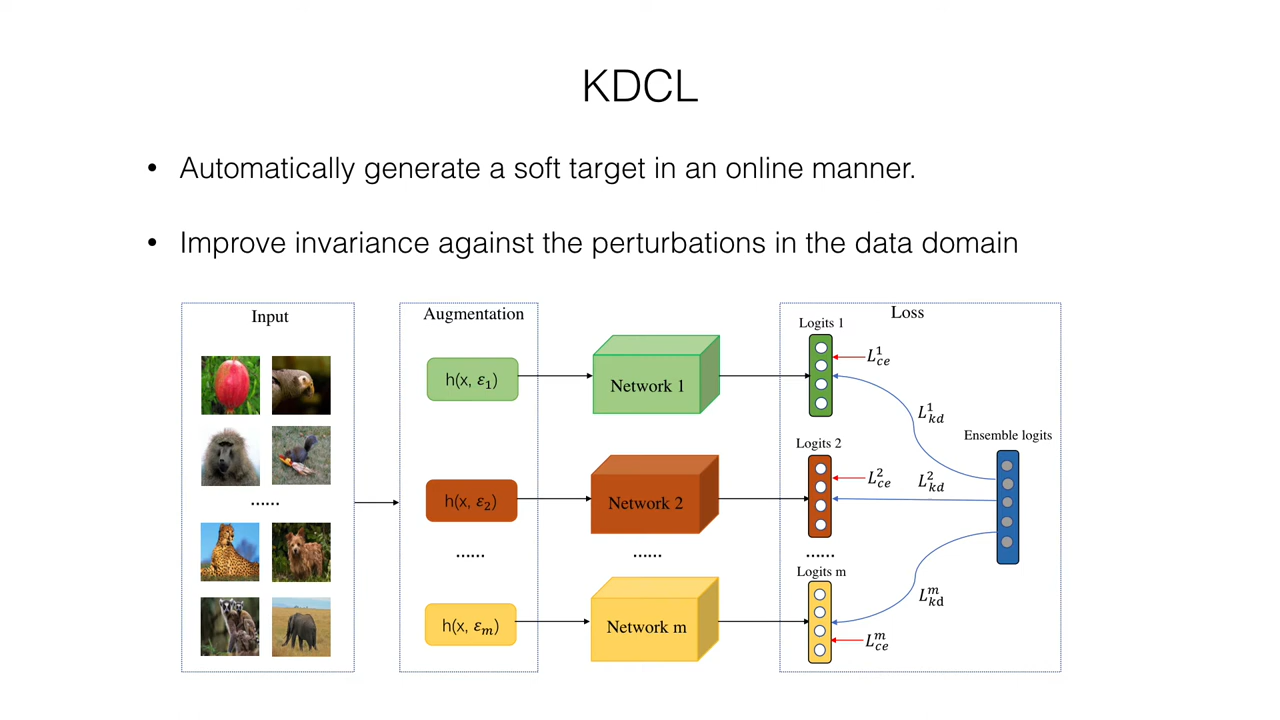 KDCL
• Automatically generate a soft target in an online manner.
• Improve invariance against the perturbations in the data domain
Input
......
Augmentation
h(x, ε₁)
h(x, ε₂)
......
h(x, εₘ)
Network 1
Network 2
......
Network m
Loss
Logits 1
L¹ce
L¹kd
Logits 2
L²ce
L²kd
......
Logits m
Lᵐkd
Lᵐce
Ensemble logits